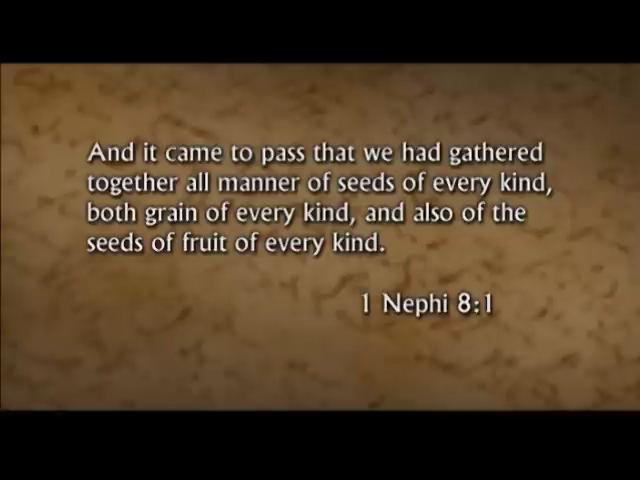 And it came to pass that we had gathered
together all manner of seeds of every kind,
both grain of every kind, and also of the
seeds of fruit of every kind.
1 Nephi 8:1